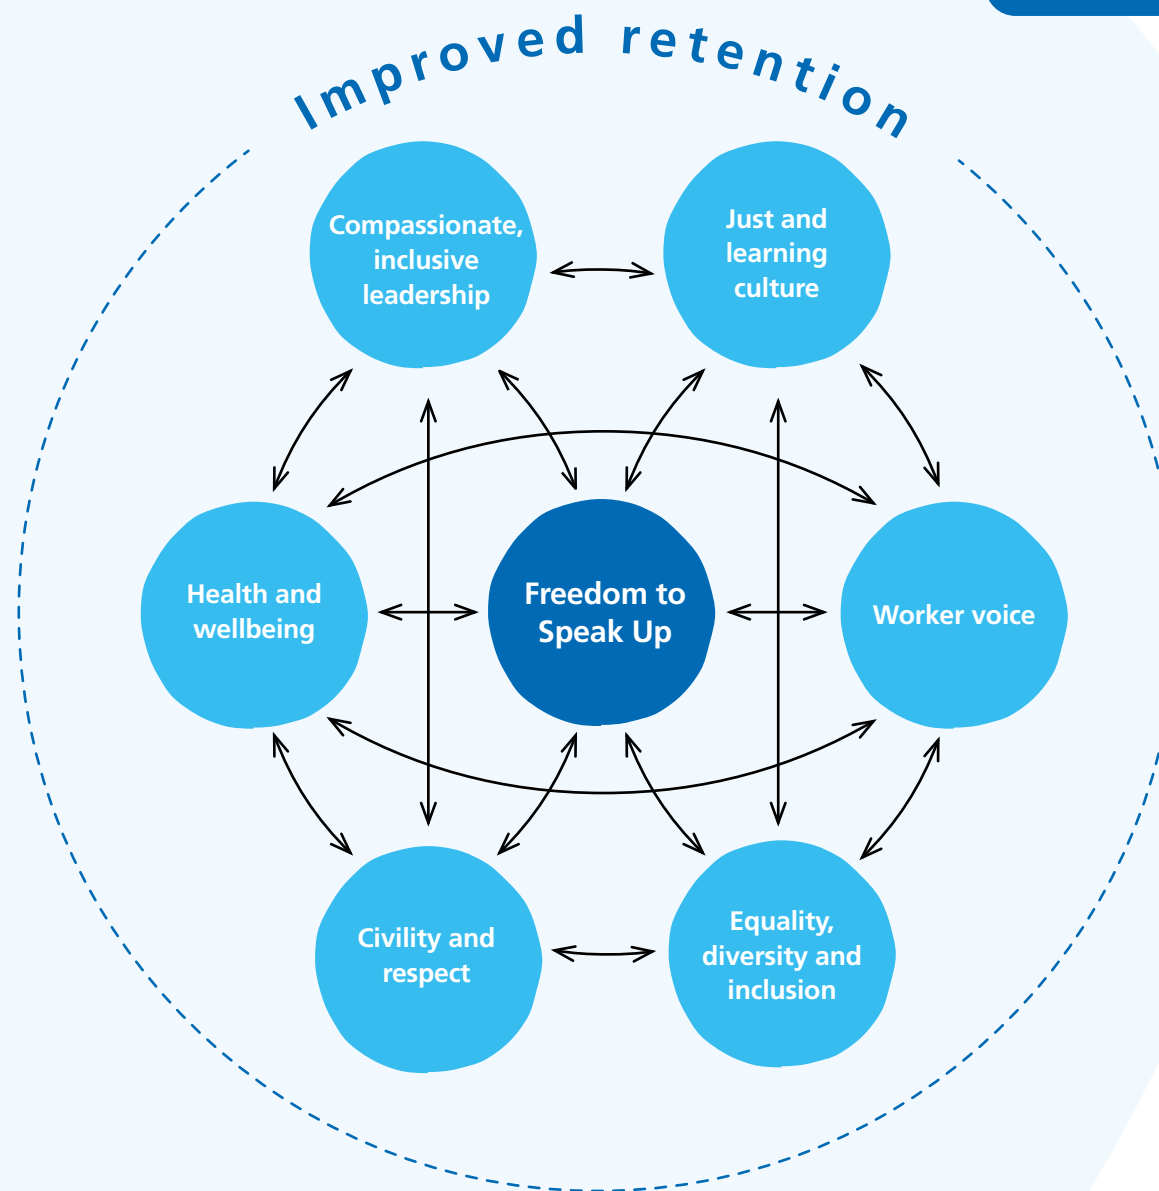 Improved retention
Compassionate,
inclusive
leadership
Just and
learning
culture
Health and
wellbeing
Freedom to
Speak Up
Worker voice
Civility and
respect
Equality,
diversity and
inclusion